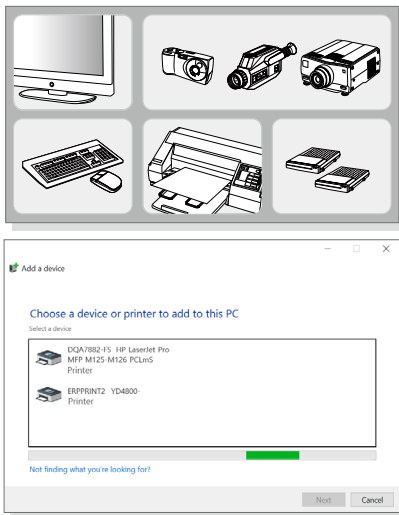 Add a device
Choose a device or printer to add to this PC
Select a device
DQA7882-F5 HP LaserJet Pro
MFP M125-M126 PCLmS
Printer
ERPPRINT2 YD4800-
Printer
Not finding what you're looking for?
Next Cancel